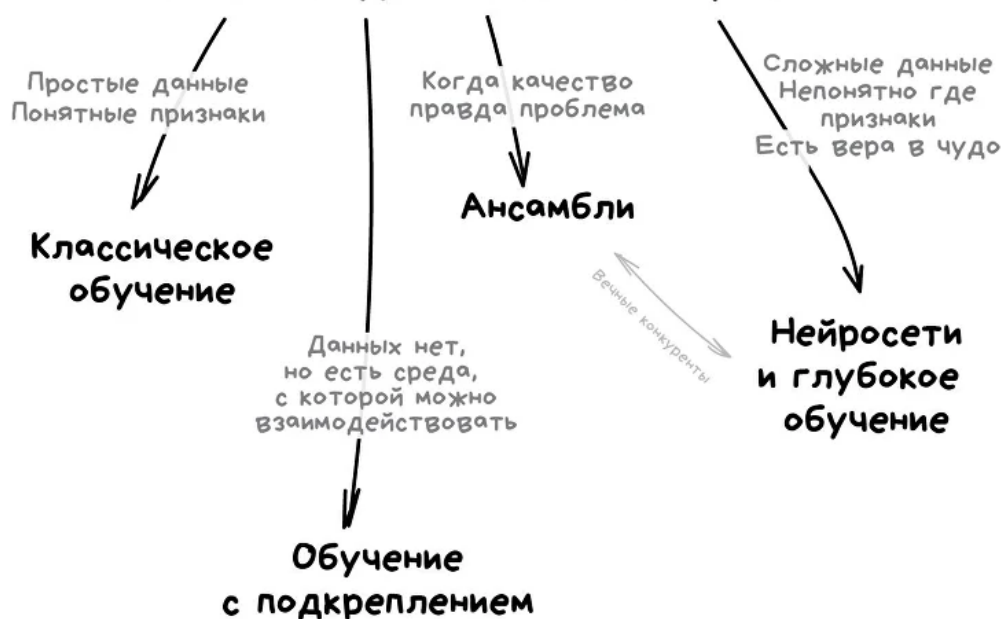 Простые данные
Понятные признаки
Когда качество
правда проблема
Сложные данные
Непонятно где
признаки
Есть вера в чудо
Классическое
обучение
Ансамбли
Вечные конкуренты
Нейросети
и глубокое
обучение
Данных нет,
но есть среда,
с которой можно
взаимодействовать
Обучение
с подкреплением